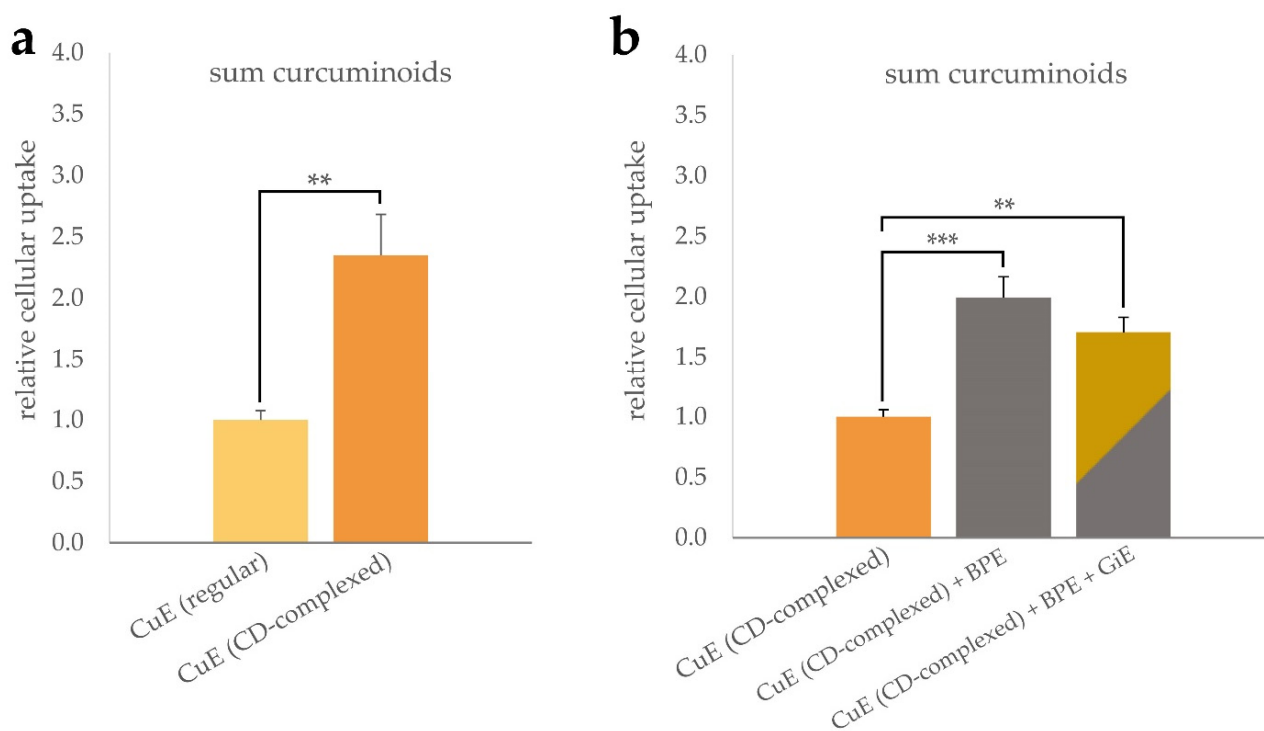 a
sum curcuminoids
relative cellular uptake
4.0
3.5
3.0
2.5
2.0
1.5
1.0
0.5
0.0
**
CuE (regular)
CuE (CD-complexed)
b
sum curcuminoids
relative cellular uptake
4.0
3.5
3.0
2.5
2.0
1.5
1.0
0.5
0.0
**
***
CuE (CD-complexed)
CuE (CD-complexed) + BPE
CuE (CD-complexed) + BPE + GiE